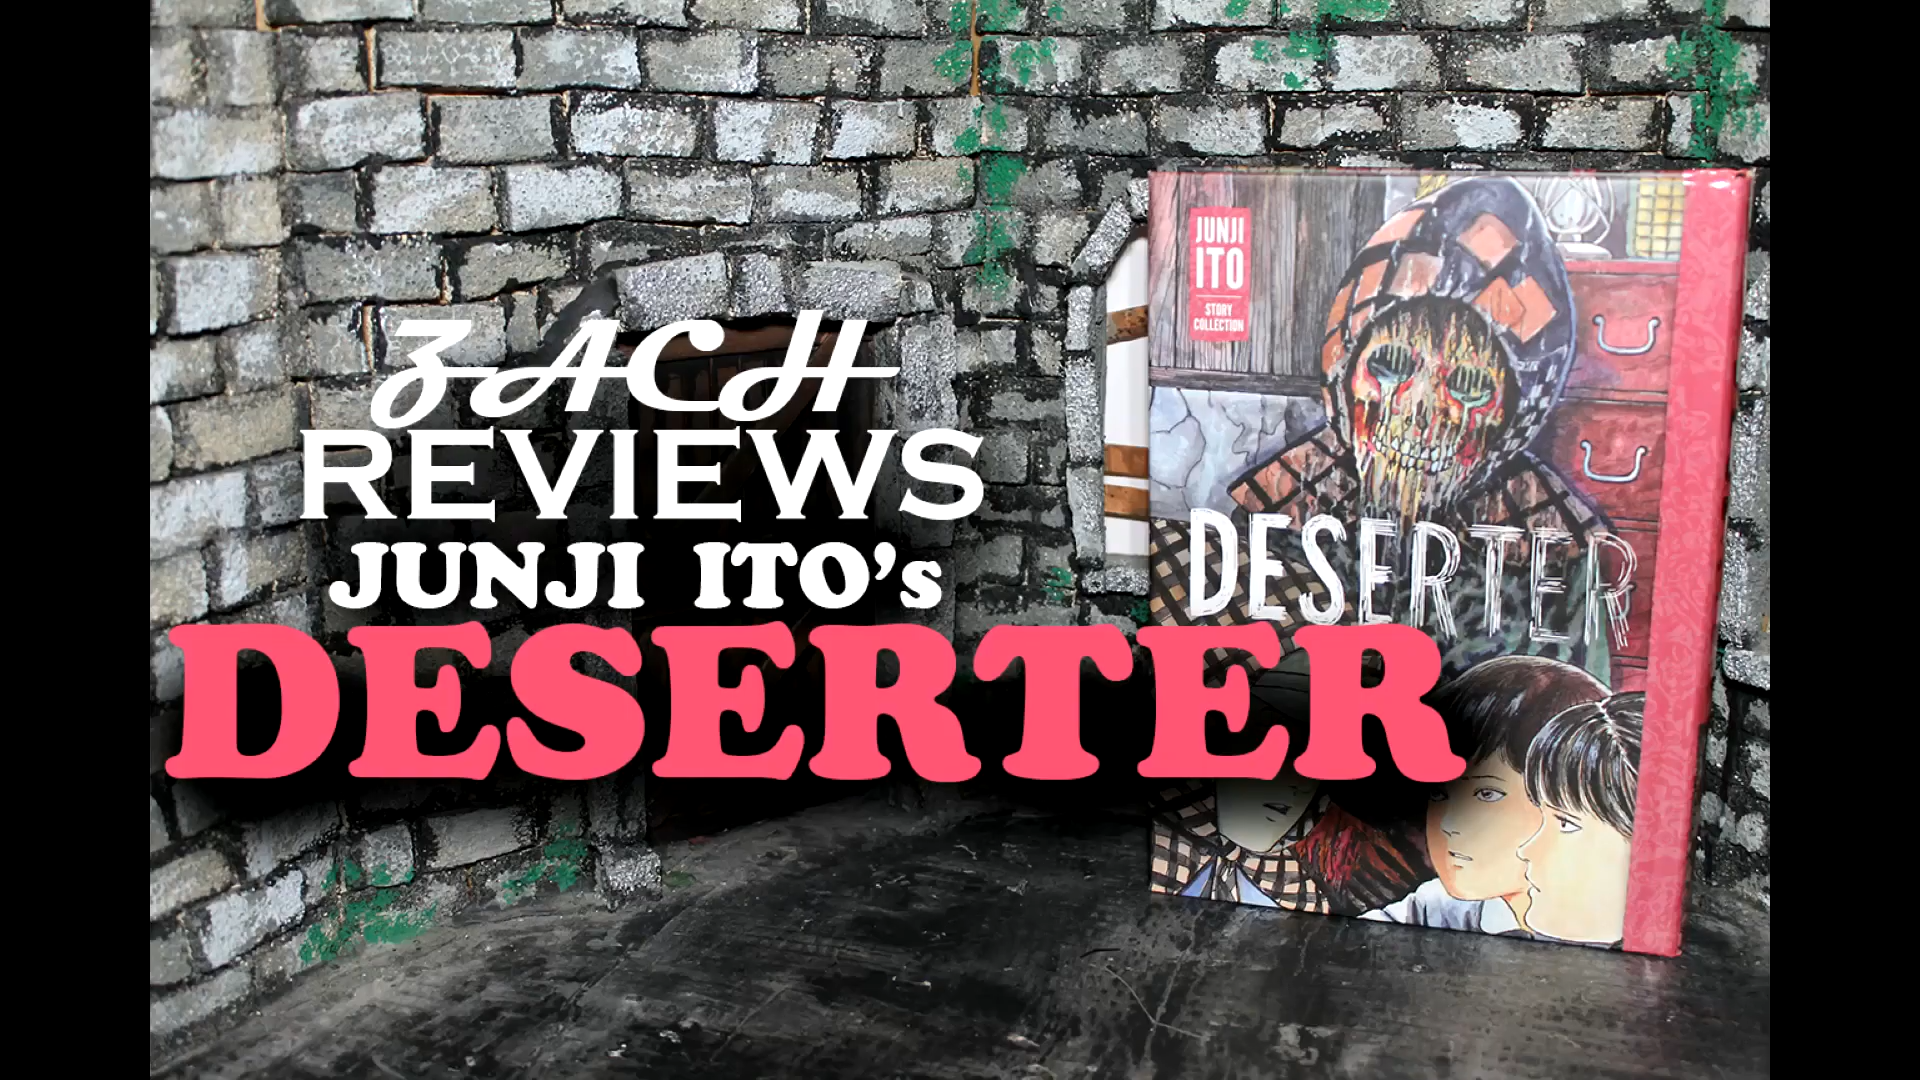 ZACH
REVIEWS
JUNJI ITO's
DESERTER
JUNJI
ITO
STORY
COLLECTION
DESERTER